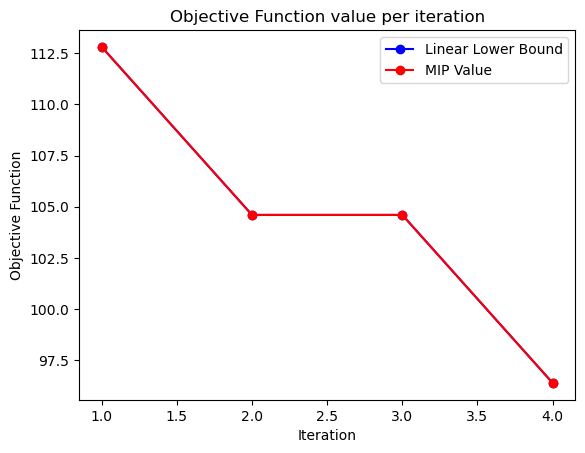 Objective Function value per iteration
Linear Lower Bound
MIP Value
Objective Function
112.5
110.0
107.5
105.0
102.5
100.0
97.5
1.0 1.5 2.0 2.5 3.0 3.5 4.0
Iteration